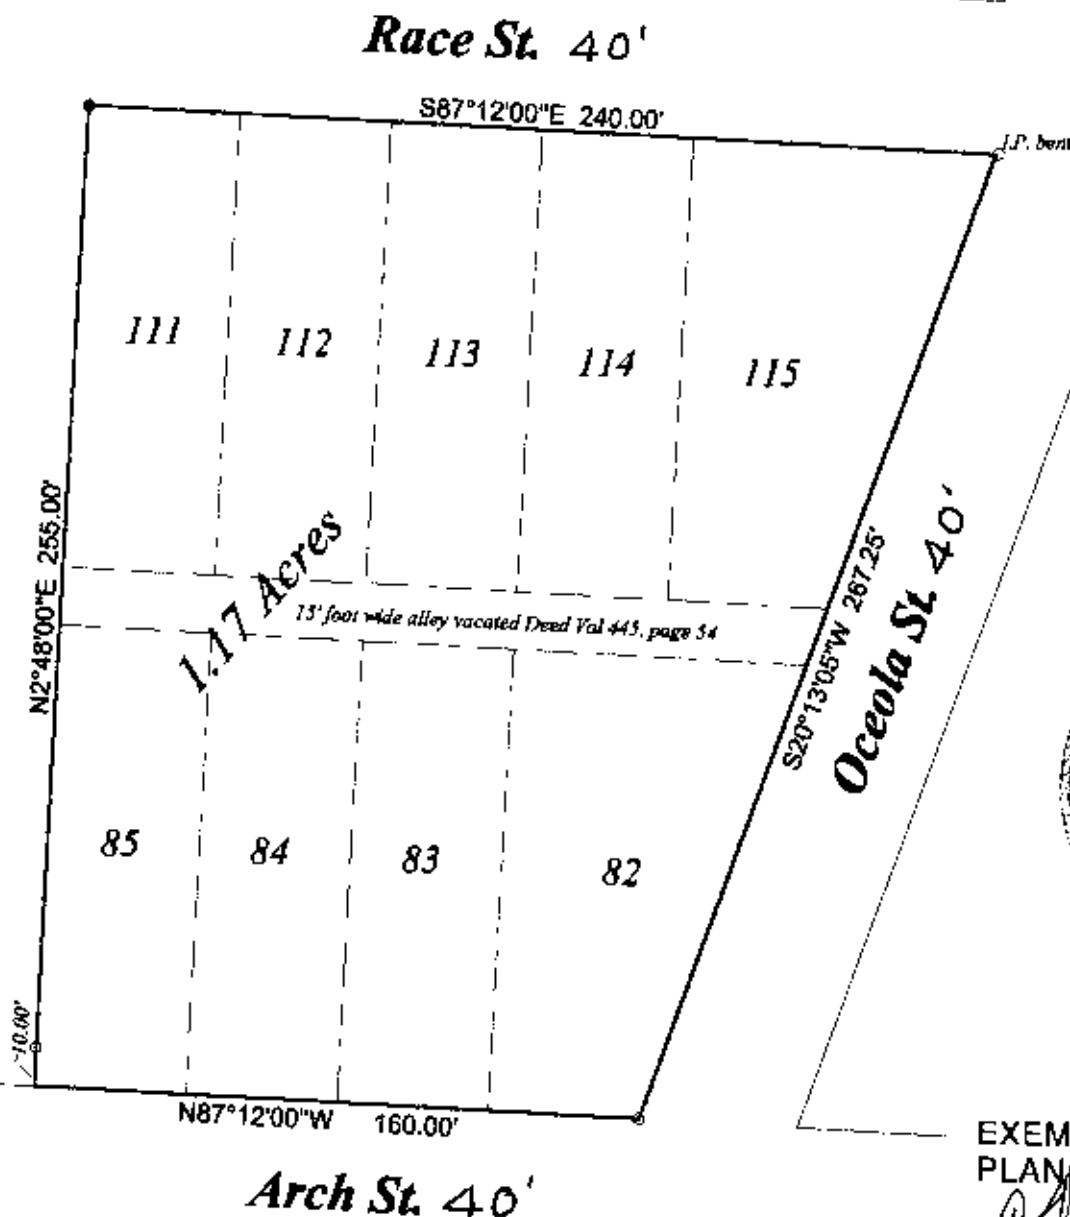 Race St. 40'
S87°12'00"E 240.00'
I.P. bent
111
112
113
114
115
N2°48'00"E 255.00'
1.17 Acres
15' foot wide alley vacated Deed Vol 445, page 54
S20°13'05"W 267.25'
Oceola St. 40'
85
84
83
82
10.00'
N87°12'00"W 160.00'
EXEM
PLAN
Arch St. 40'